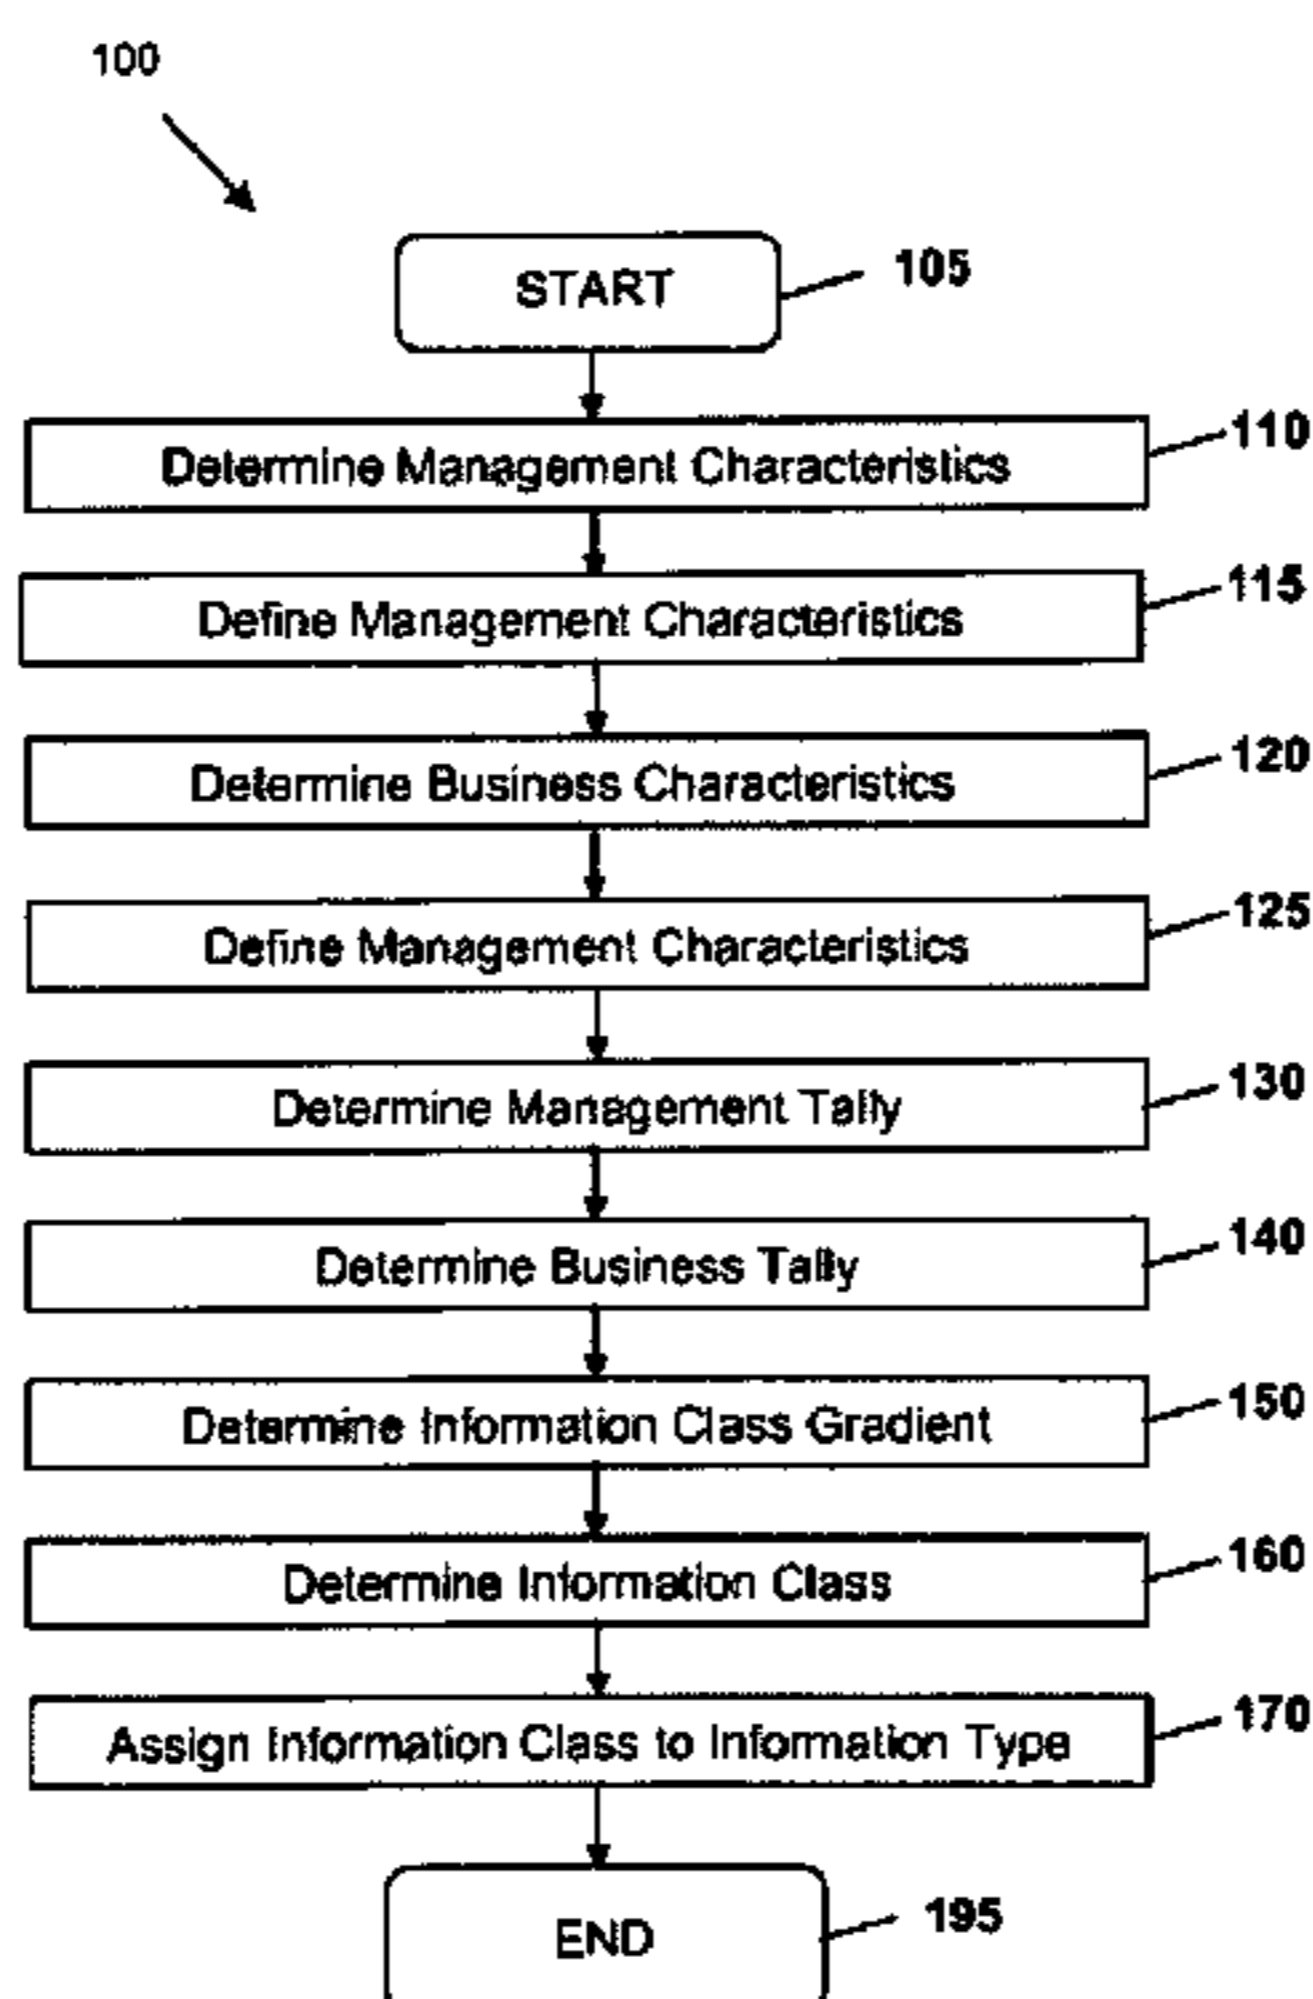 100
START
105
Determine Management Characteristics
110
Define Management Characteristics
115
Determine Business Characteristics
120
Define Management Characteristics
125
Determine Management Tally
130
Determine Business Tally
140
Determine Information Class Gradient
150
Determine Information Class
160
Assign Information Class to Information Type
170
END
195